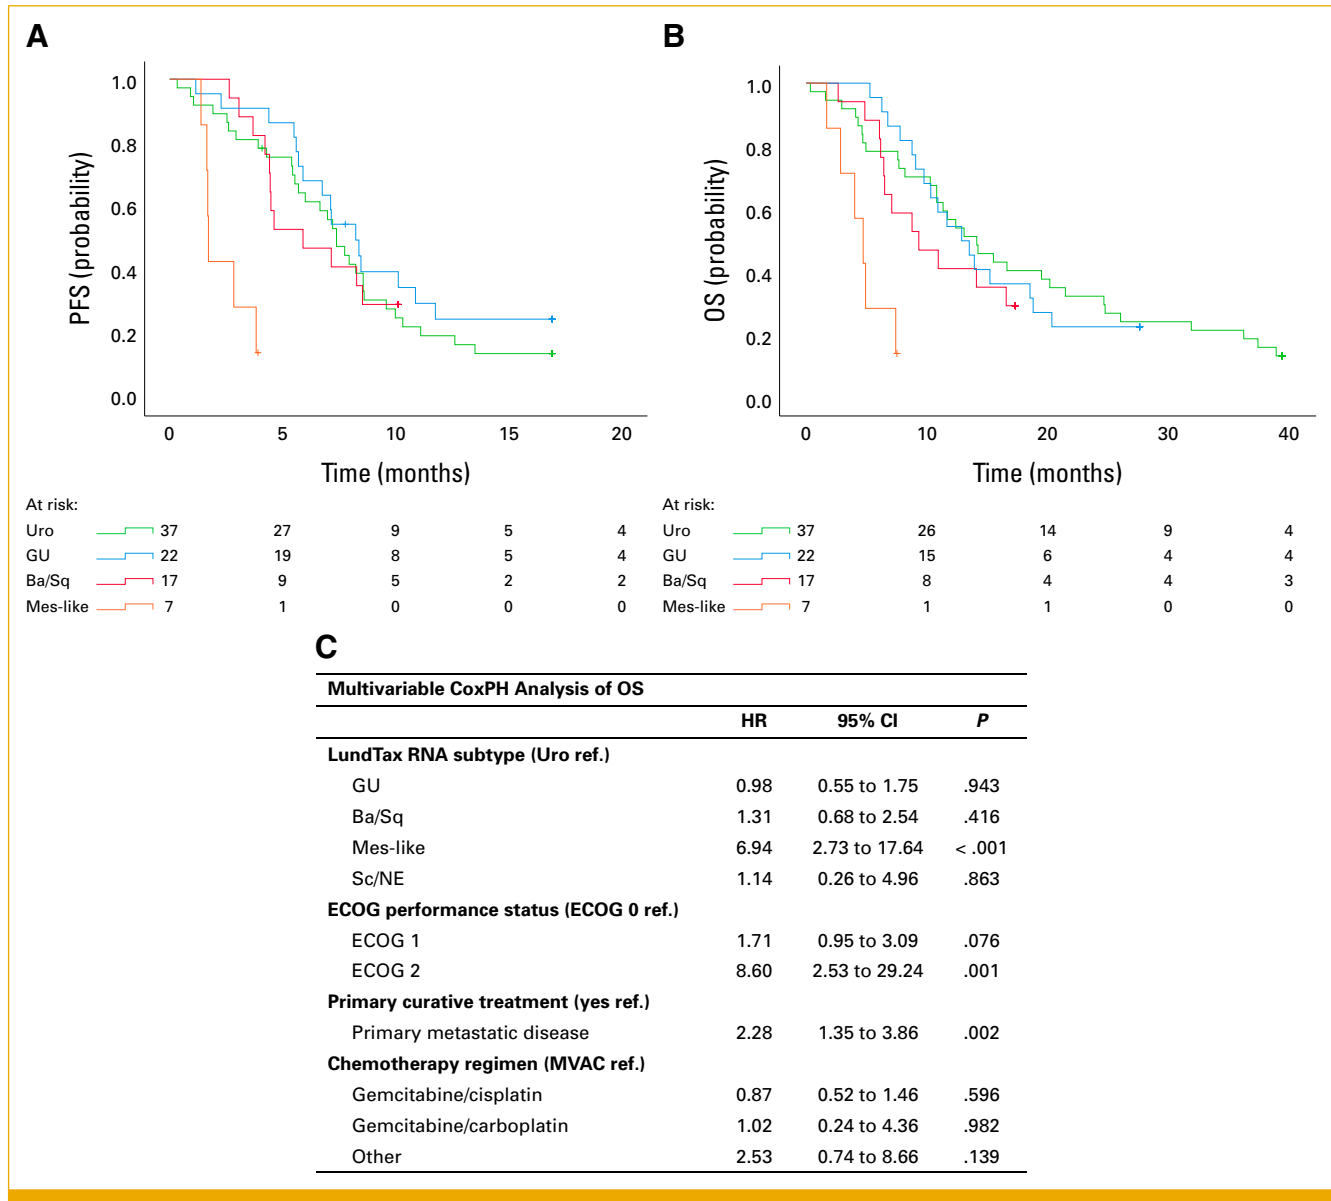 A
PFS (probability)
1.0
0.8
0.6
0.4
0.2
0.0
0 5 10 15 20
Time (months)
At risk:
Uro 37 27 9 5 4
GU 22 19 8 5 4
Ba/Sq 17 9 5 2 2
Mes-like 7 1 0 0 0
B
OS (probability)
1.0
0.8
0.6
0.4
0.2
0.0
0 10 20 30 40
Time (months)
At risk:
Uro 37 26 14 9 4
GU 22 15 6 4 4
Ba/Sq 17 8 4 4 3
Mes-like 7 1 1 0 0
C
Multivariable CoxPH Analysis of OS
HR 95% CI P
LundTax RNA subtype (Uro ref.)
GU 0.98 0.55 to 1.75 .943
Ba/Sq 1.31 0.68 to 2.54 .416
Mes-like 6.94 2.73 to 17.64 < .001
Sc/NE 1.14 0.26 to 4.96 .863
ECOG performance status (ECOG 0 ref.)
ECOG 1 1.71 0.95 to 3.09 .076
ECOG 2 8.60 2.53 to 29.24 .001
Primary curative treatment (yes ref.)
Primary metastatic disease 2.28 1.35 to 3.86 .002
Chemotherapy regimen (MVAC ref.)
Gemcitabine/cisplatin 0.87 0.52 to 1.46 .596
Gemcitabine/carboplatin 1.02 0.24 to 4.36 .982
Other 2.53 0.74 to 8.66 .139